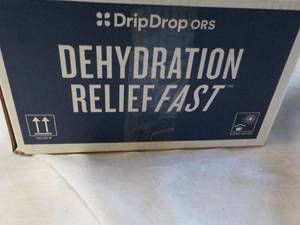 DripDrop ORS
DEHYDRATION
RELIEF FAST